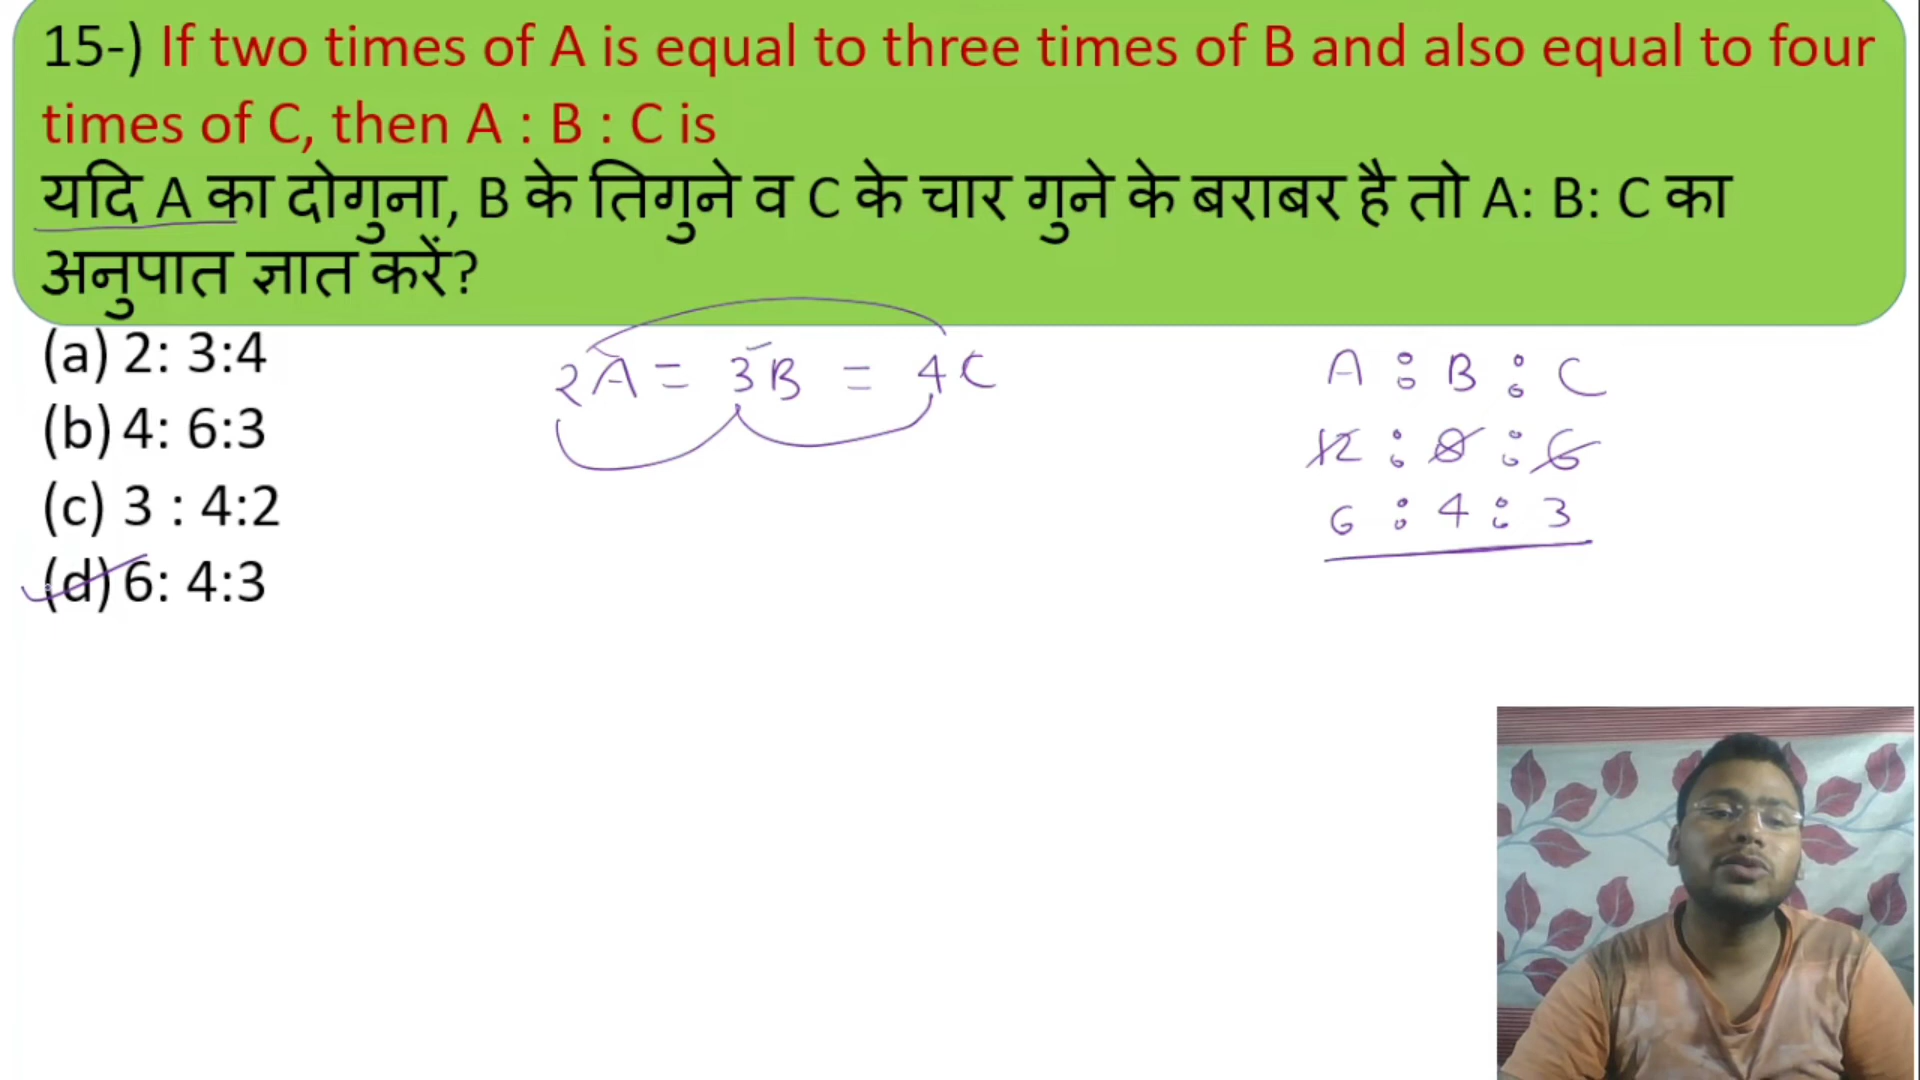 15-) If two times of A is equal to three times of B and also equal to four
times of C, then A : B : C is
यदि A का दोगुना, B के तिगुने व C के चार गुने के बराबर है तो A: B: C का
अनुपात ज्ञात करें?
(a) 2: 3:4
(b) 4: 6:3
(c) 3 : 4:2
(d) 6: 4:3
2A = 3B = 4C
A : B : C
12 : 8 : 6
6 : 4 : 3